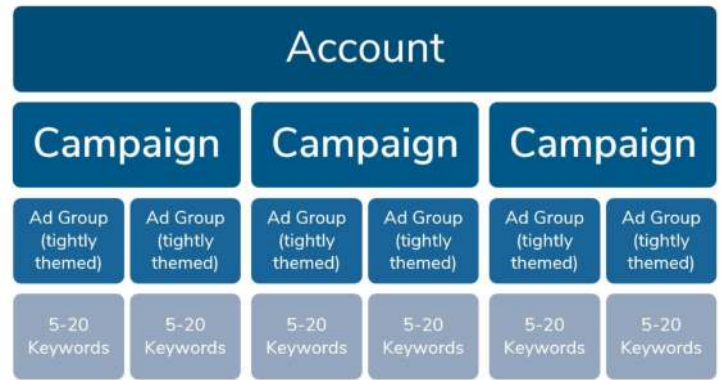 Account
Campaign Campaign Campaign
Ad Group Ad Group Ad Group Ad Group Ad Group Ad Group
(tightly (tightly (tightly (tightly (tightly (tightly
themed) themed) themed) themed) themed) themed)
5-20 5-20 5-20 5-20 5-20 5-20
Keywords Keywords Keywords Keywords Keywords Keywords